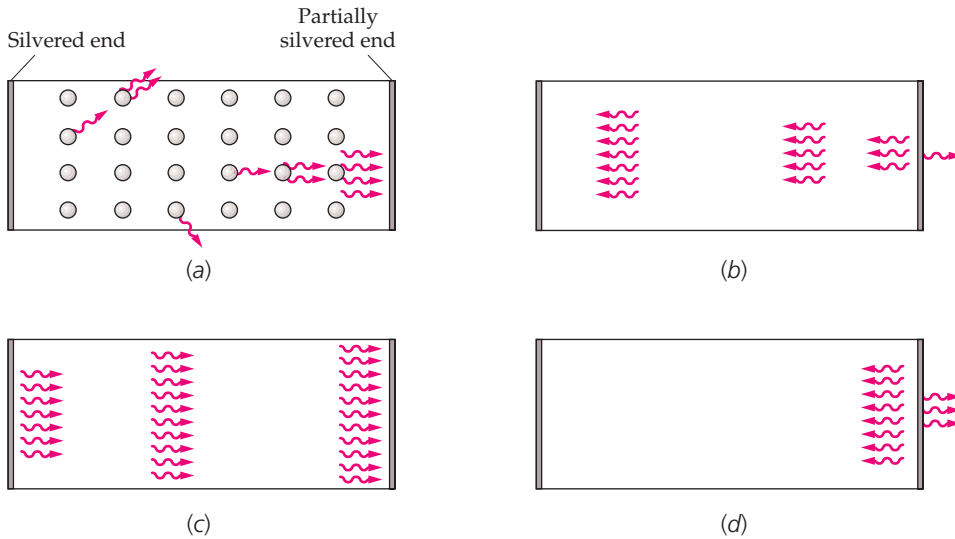 Silvered end
Partially
silvered end
(a)
(b)
(c)
(d)